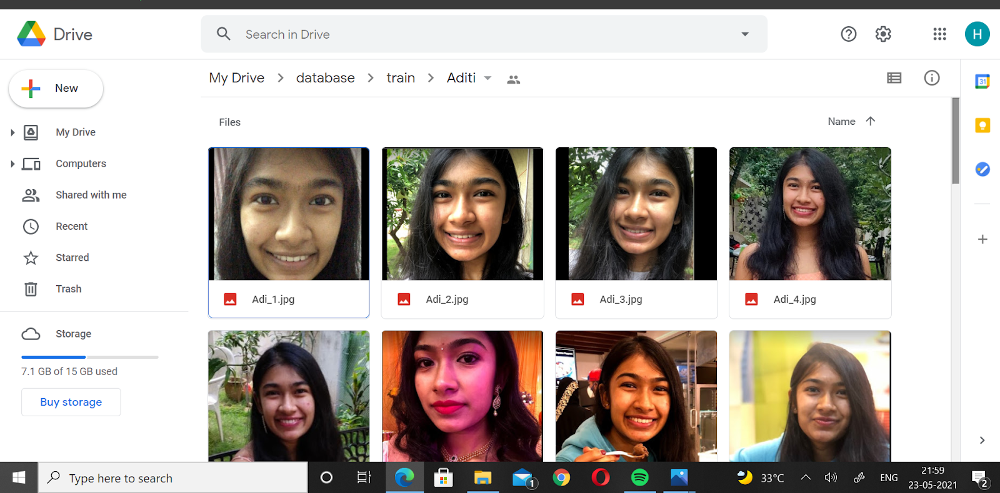 Drive
Search in Drive
H
New
My Drive > database > train > Aditi
31
My Drive
Computers
Shared with me
Recent
Starred
Trash
Storage
7.1 GB of 15 GB used
Buy storage
Files
Name
Adi_1.jpg
Adi_2.jpg
Adi_3.jpg
Adi_4.jpg
Type here to search
1
33°C
ENG
21:59
23-05-2021
2